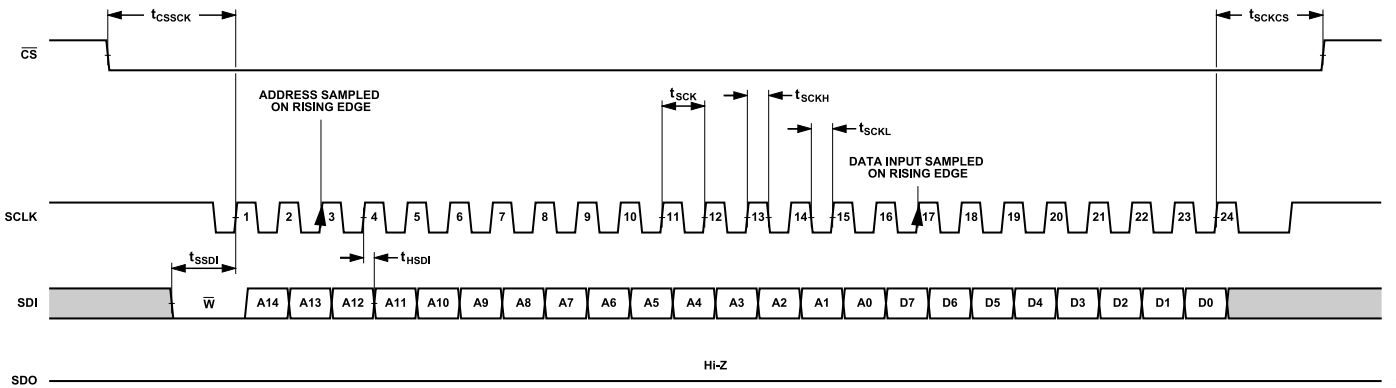 tCSSCK
tSCKCS
CS
ADDRESS SAMPLED
ON RISING EDGE
tSCK
tSCKH
tSCKL
DATA INPUT SAMPLED
ON RISING EDGE
SCLK 1 2 3 4 5 6 7 8 9 10 11 12 13 14 15 16 17 18 19 20 21 22 23 24
tSSDI
tHSDI
SDI W A14 A13 A12 A11 A10 A9 A8 A7 A6 A5 A4 A3 A2 A1 A0 D7 D6 D5 D4 D3 D2 D1 D0
Hi-Z
SDO